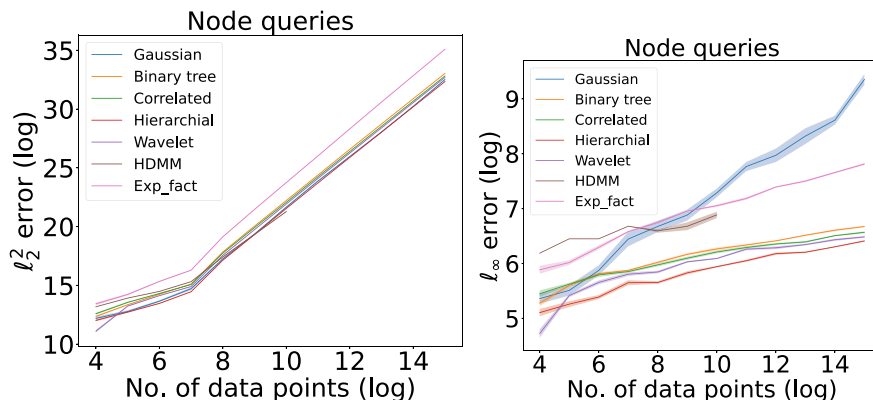 Node queries
Gaussian
Binary tree
Correlated
Hierarchial
Wavelet
HDMM
Exp_fact
35
30
25
20
15
10
4 6 8 10 12 14
ℓ₂² error (log)
No. of data points (log)
Node queries
Gaussian
Binary tree
Correlated
Hierarchial
Wavelet
HDMM
Exp_fact
9
8
7
6
5
4 6 8 10 12 14
ℓ∞ error (log)
No. of data points (log)